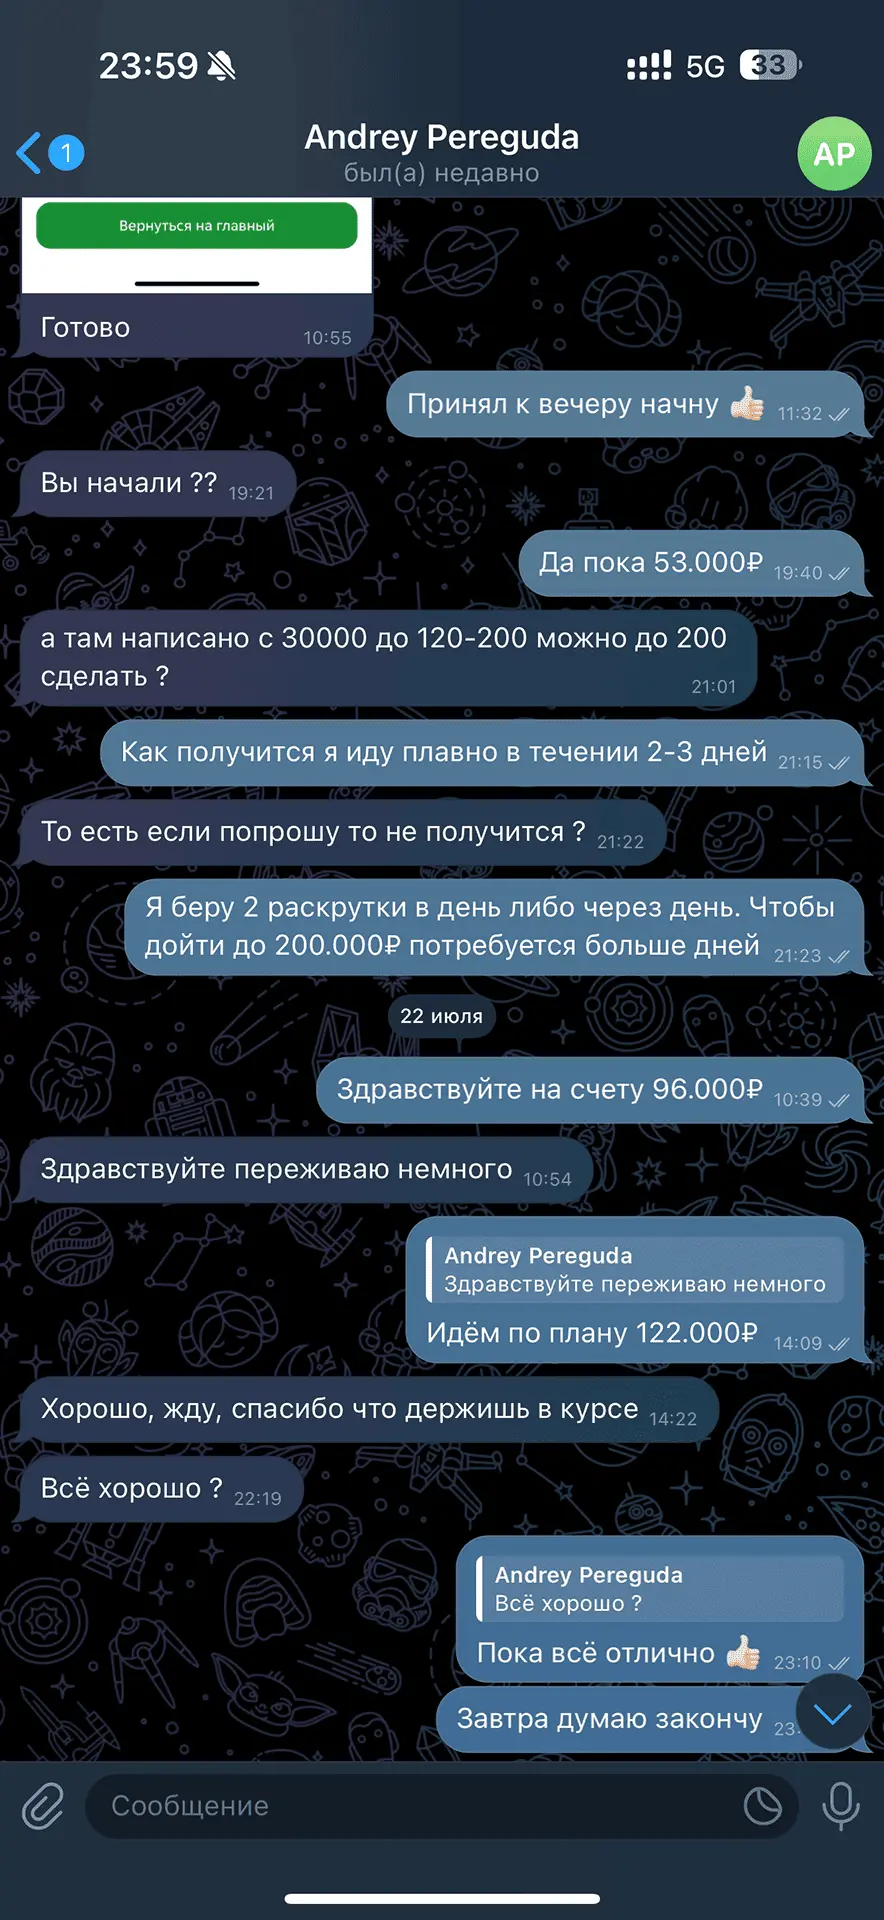 23:59
5G
33
1
Andrey Pereguda
был(а) недавно
AP
Вернуться на главный
Готово
10:55
Принял к вечеру начну 👍🏻 11:32
Вы начали ?? 19:21
Да пока 53.000₽ 19:40
а там написано с 30000 до 120-200 можно до 200
сделать ?
21:01
Как получится я иду плавно в течении 2-3 дней 21:15
То есть если попрошу то не получится ? 21:22
Я беру 2 раскрутки в день либо через день. Чтобы
дойти до 200.000₽ потребуется больше дней 21:23
22 июля
Здравствуйте на счету 96.000₽ 10:39
Здравствуйте переживаю немного 10:54
Andrey Pereguda
Здравствуйте переживаю немного
Идём по плану 122.000₽ 14:09
Хорошо, жду, спасибо что держишь в курсе 14:22
Всё хорошо ? 22:19
Andrey Pereguda
Всё хорошо ?
Пока всё отлично 👍🏻 23:10
Завтра думаю закончу
Сообщение